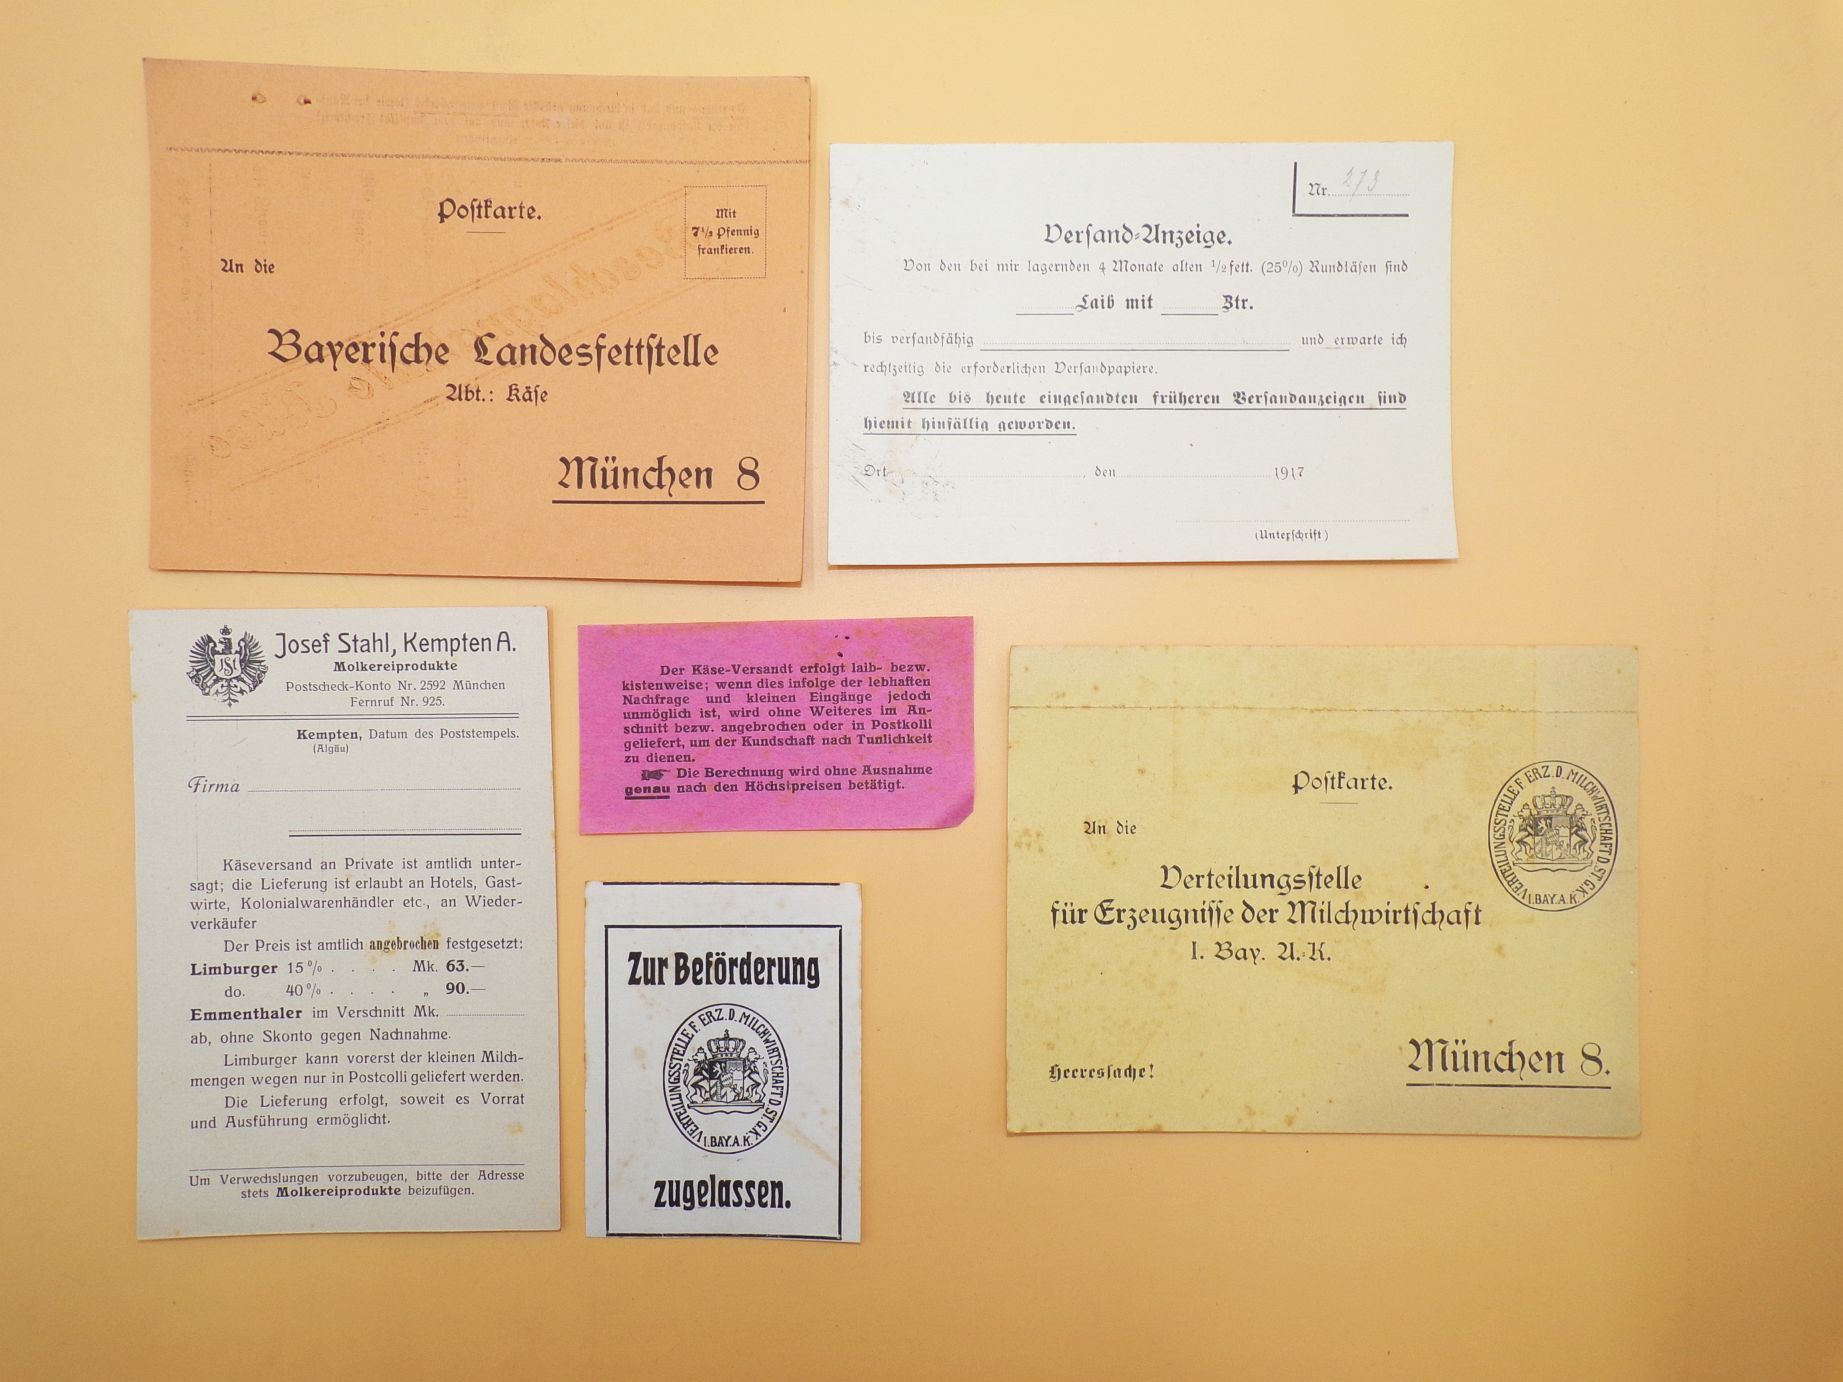 Postkarte.
Mit
7½ Pfennig
frankieren.
An die
Bayerische Landesfettstelle
Abt.: Käse
München 8
Nr. 273
Versand-Anzeige.
Von den bei mir lagernden 4 Monate alten ½fett. (25%) Rundkäsen sind
Laib mit Ztr.
bis versandfähig und erwarte ich
rechtzeitig die erforderlichen Versandpapiere.
Alle bis heute eingesandten früheren Versandanzeigen sind
hiemit hinfällig geworden.
Ort , den 1917
(Unterschrift)
JSt
Josef Stahl, Kempten A.
Molkereiprodukte
Postscheck-Konto Nr. 2592 München
Fernruf Nr. 925.
Kempten, Datum des Poststempels.
(Algäu)
Firma
Käseversand an Private ist amtlich unter-
sagt; die Lieferung ist erlaubt an Hotels, Gast-
wirte, Kolonialwarenhändler etc., an Wieder-
verkäufer
Der Preis ist amtlich angebrochen festgesetzt:
Limburger 15% . . . . Mk. 63.—
do. 40% . . . . „ 90.—
Emmenthaler im Verschnitt Mk.
ab, ohne Skonto gegen Nachnahme.
Limburger kann vorerst der kleinen Milch-
mengen wegen nur in Postcolli geliefert werden.
Die Lieferung erfolgt, soweit es Vorrat
und Ausführung ermöglicht.
Um Verwechslungen vorzubeugen, bitte der Adresse
stets Molkereiprodukte beizufügen.
Der Käse-Versandt erfolgt laib- bezw.
kistenweise; wenn dies infolge der lebhaften
Nachfrage und kleinen Eingänge jedoch
unmöglich ist, wird ohne Weiteres im An-
schnitt bezw. angebrochen oder in Postkolli
geliefert, um der Kundschaft nach Tunlichkeit
zu dienen.
☛ Die Berechnung wird ohne Ausnahme
genau nach den Höchstpreisen betätigt.
Zur Beförderung
VERTEILUNGSSTELLE F. ERZ. D. MILCHWIRTSCHAFT D. ST. G. K.
I. BAY. A. K.
zugelassen.
Postkarte.
VERTEILUNGSSTELLE F ERZ. D. MILCHWIRTSCHAFT D. ST. G. K.
I. BAY. A. K.
An die
Verteilungsstelle
für Erzeugnisse der Milchwirtschaft
I. Bay. A.-K.
Heeressache!
München 8.